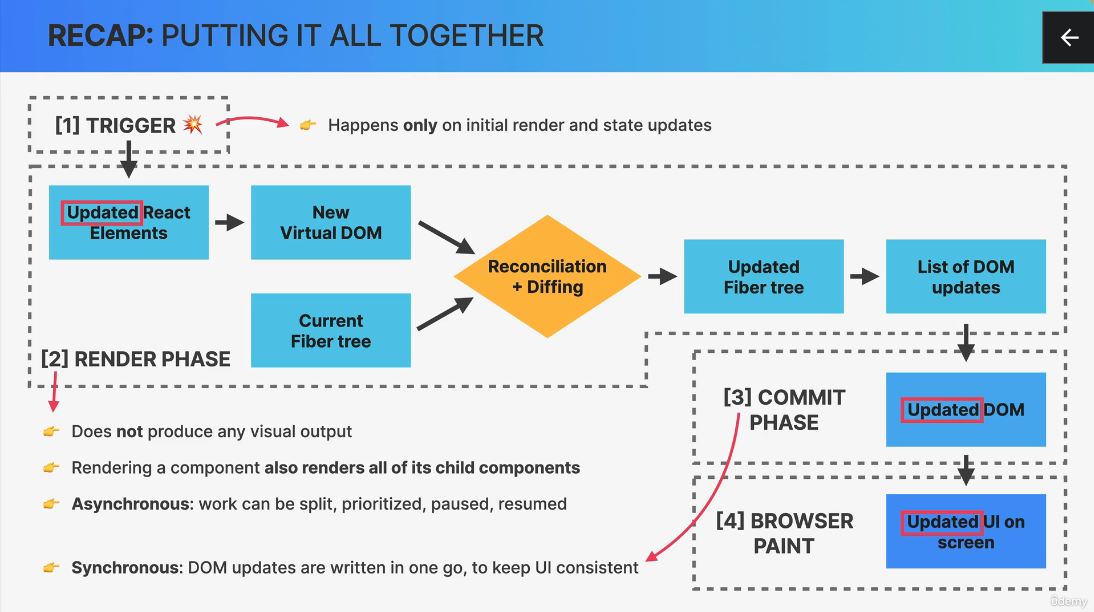 RECAP: PUTTING IT ALL TOGETHER
[1] TRIGGER 💥
👉 Happens only on initial render and state updates
Updated React
Elements
New
Virtual DOM
Current
Fiber tree
Reconciliation
+ Diffing
Updated
Fiber tree
List of DOM
updates
[2] RENDER PHASE
👉 Does not produce any visual output
👉 Rendering a component also renders all of its child components
👉 Asynchronous: work can be split, prioritized, paused, resumed
[3] COMMIT
PHASE
Updated DOM
👉 Synchronous: DOM updates are written in one go, to keep UI consistent
[4] BROWSER
PAINT
Updated UI on
screen
ûdemy